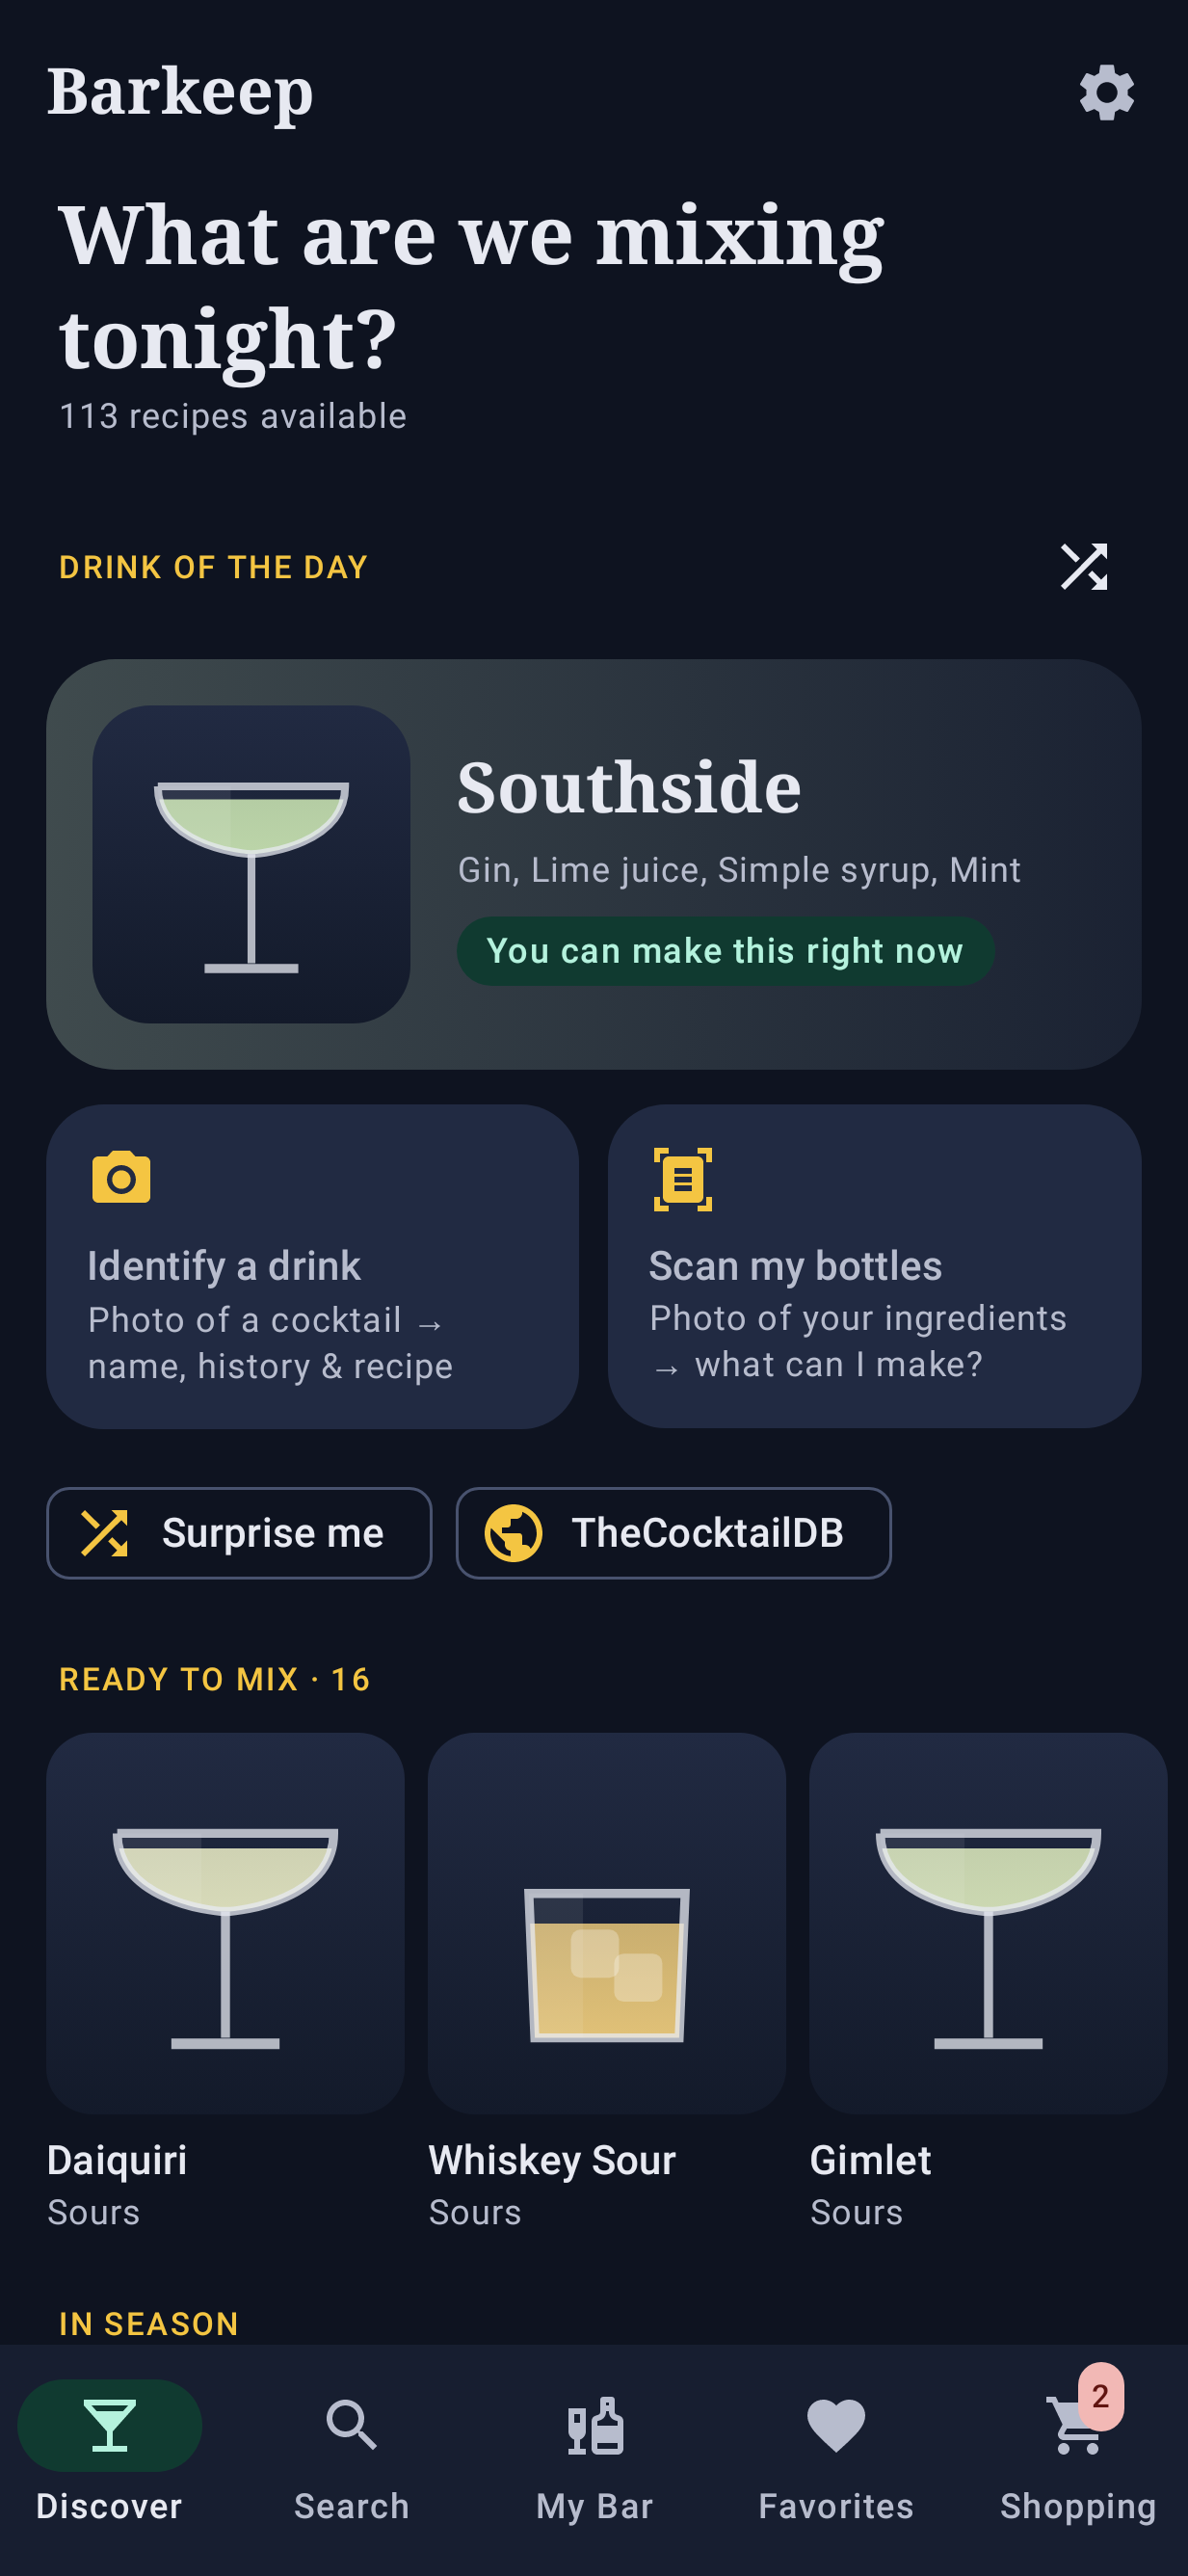 Barkeep
What are we mixing
tonight?
113 recipes available
DRINK OF THE DAY
Southside
Gin, Lime juice, Simple syrup, Mint
You can make this right now
Identify a drink
Photo of a cocktail →
name, history & recipe
Scan my bottles
Photo of your ingredients
→ what can I make?
Surprise me
TheCocktailDB
READY TO MIX · 16
Daiquiri
Sours
Whiskey Sour
Sours
Gimlet
Sours
IN SEASON
2
Discover
Search
My Bar
Favorites
Shopping